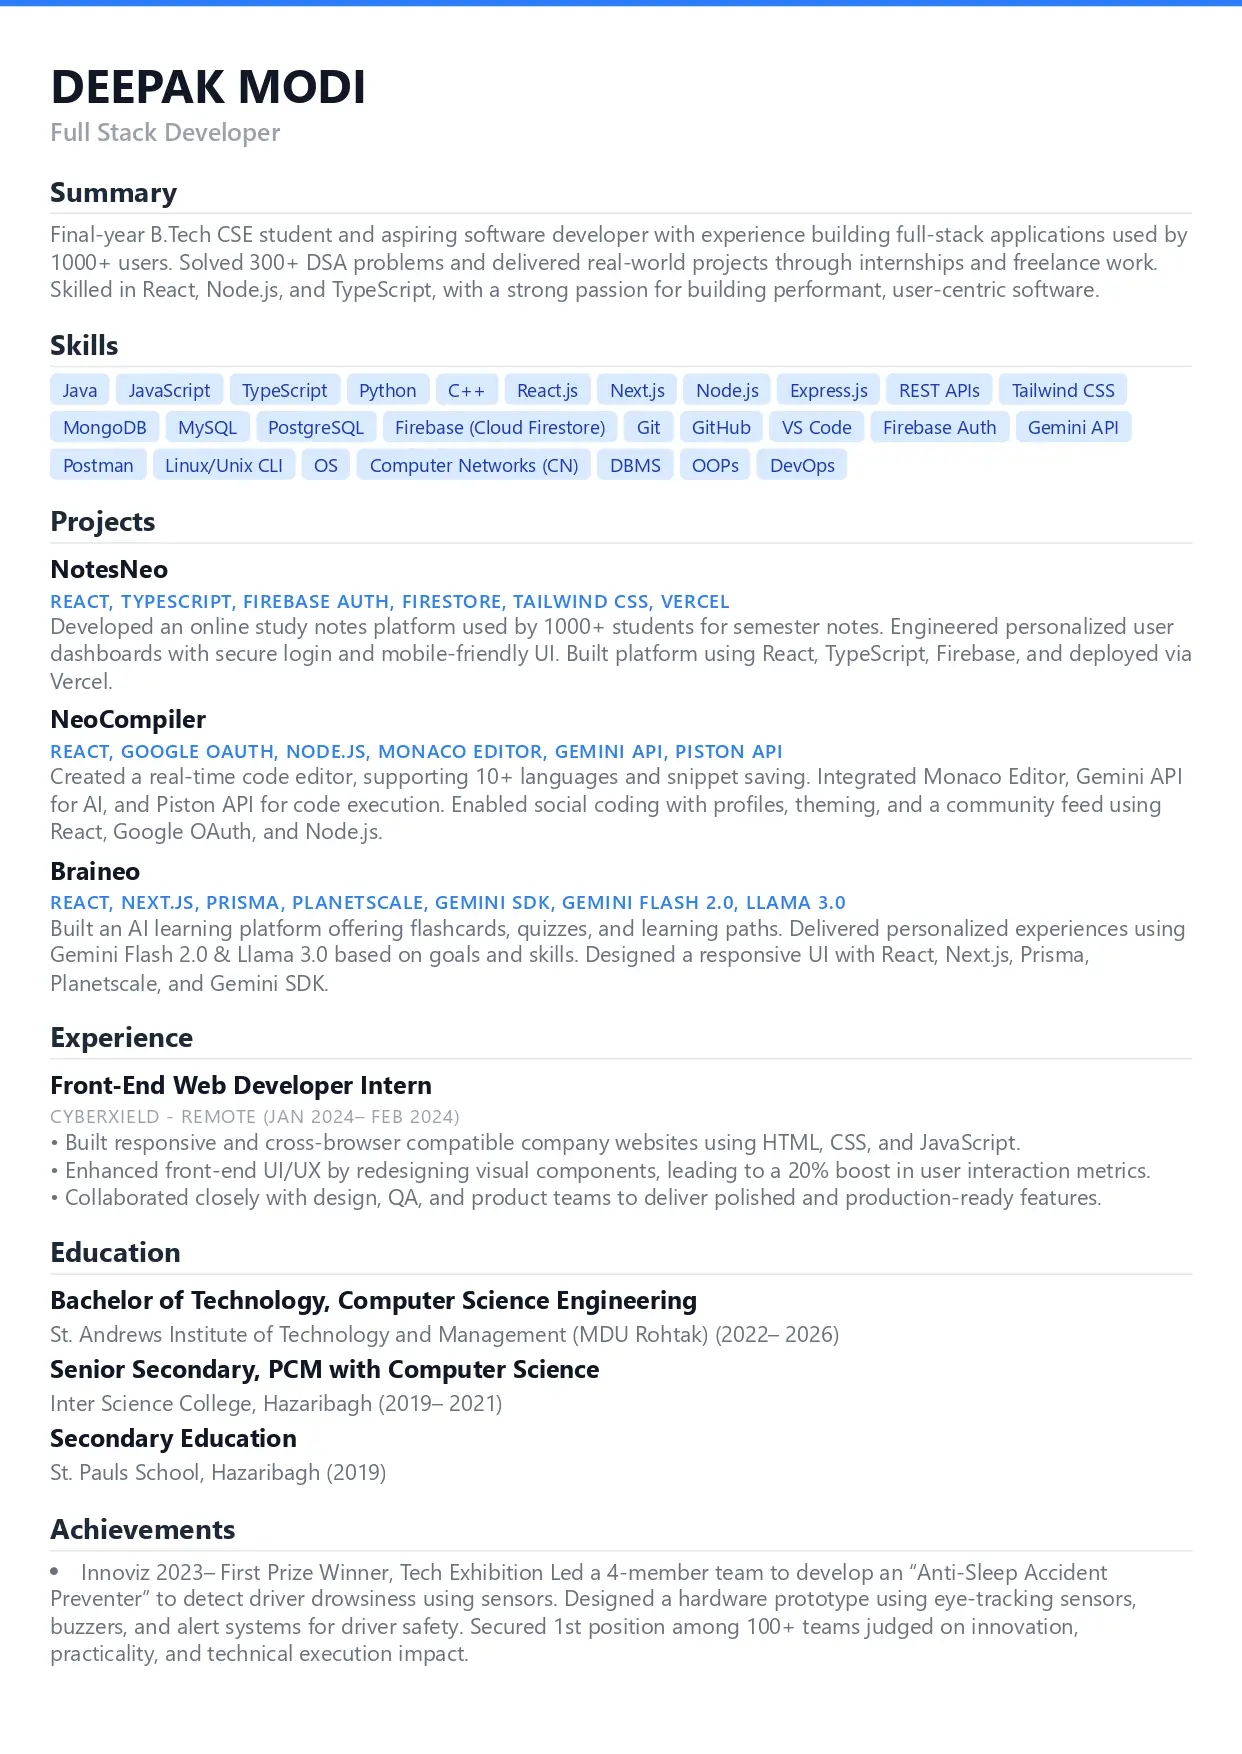 DEEPAK MODI
Full Stack Developer
Summary
Final-year B.Tech CSE student and aspiring software developer with experience building full-stack applications used by
1000+ users. Solved 300+ DSA problems and delivered real-world projects through internships and freelance work.
Skilled in React, Node.js, and TypeScript, with a strong passion for building performant, user-centric software.
Skills
Java JavaScript TypeScript Python C++ React.js Next.js Node.js Express.js REST APIs Tailwind CSS
MongoDB MySQL PostgreSQL Firebase (Cloud Firestore) Git GitHub VS Code Firebase Auth Gemini API
Postman Linux/Unix CLI OS Computer Networks (CN) DBMS OOPs DevOps
Projects
NotesNeo
REACT, TYPESCRIPT, FIREBASE AUTH, FIRESTORE, TAILWIND CSS, VERCEL
Developed an online study notes platform used by 1000+ students for semester notes. Engineered personalized user
dashboards with secure login and mobile-friendly UI. Built platform using React, TypeScript, Firebase, and deployed via
Vercel.
NeoCompiler
REACT, GOOGLE OAUTH, NODE.JS, MONACO EDITOR, GEMINI API, PISTON API
Created a real-time code editor, supporting 10+ languages and snippet saving. Integrated Monaco Editor, Gemini API
for AI, and Piston API for code execution. Enabled social coding with profiles, theming, and a community feed using
React, Google OAuth, and Node.js.
Braineo
REACT, NEXT.JS, PRISMA, PLANETSCALE, GEMINI SDK, GEMINI FLASH 2.0, LLAMA 3.0
Built an AI learning platform offering flashcards, quizzes, and learning paths. Delivered personalized experiences using
Gemini Flash 2.0 & Llama 3.0 based on goals and skills. Designed a responsive UI with React, Next.js, Prisma,
Planetscale, and Gemini SDK.
Experience
Front-End Web Developer Intern
CYBERXIELD - REMOTE (JAN 2024– FEB 2024)
• Built responsive and cross-browser compatible company websites using HTML, CSS, and JavaScript.
• Enhanced front-end UI/UX by redesigning visual components, leading to a 20% boost in user interaction metrics.
• Collaborated closely with design, QA, and product teams to deliver polished and production-ready features.
Education
Bachelor of Technology, Computer Science Engineering
St. Andrews Institute of Technology and Management (MDU Rohtak) (2022– 2026)
Senior Secondary, PCM with Computer Science
Inter Science College, Hazaribagh (2019– 2021)
Secondary Education
St. Pauls School, Hazaribagh (2019)
Achievements
• Innoviz 2023– First Prize Winner, Tech Exhibition Led a 4-member team to develop an “Anti-Sleep Accident
Preventer” to detect driver drowsiness using sensors. Designed a hardware prototype using eye-tracking sensors,
buzzers, and alert systems for driver safety. Secured 1st position among 100+ teams judged on innovation,
practicality, and technical execution impact.